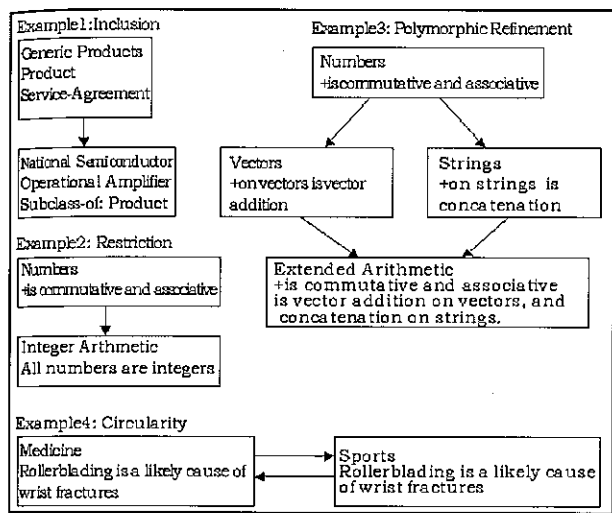 Example1:Inclusion
Generic Products
Product
Service-Agreement
National Semiconductor
Operational Amplifier
Subclass-of: Product
Example2: Restriction
Numbers
+is commutative and associative
Integer Arithmetic
All numbers are integers
Example3: Polymorphic Refinement
Numbers
+iscommutative and associative
Vectors
+on vectors is vector
addition
Strings
+on strings is
concatenation
Extended Arithmetic
+is commutative and associative
is vector addition on vectors, and
concatenation on strings.
Example4: Circularity
Medicine
Rollerblading is a likely cause of
wrist fractures
Sports
Rollerblading is a likely cause
of wrist fractures